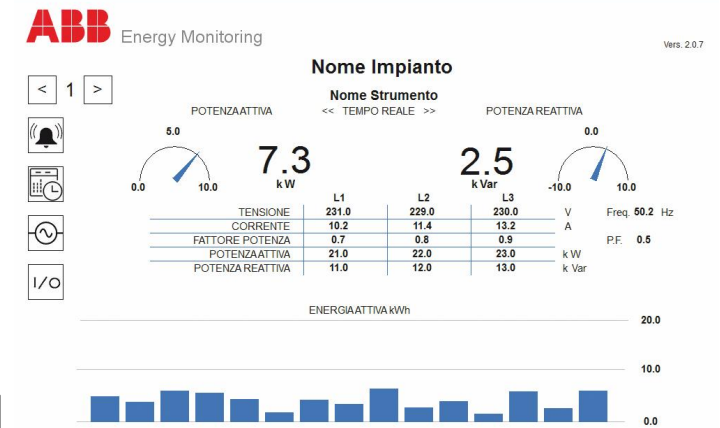 ABB Energy Monitoring
Vers. 2.0.7
Nome Impianto
< 1 >
Nome Strumento
POTENZA ATTIVA << TEMPO REALE >> POTENZA REATTIVA
5.0 0.0
7.3 2.5
kW k Var
0.0 10.0 -10.0 10.0
L1 L2 L3
TENSIONE 231.0 229.0 230.0 V Freq. 50.2 Hz
CORRENTE 10.2 11.4 13.2 A
FATTORE POTENZA 0.7 0.8 0.9 P.F. 0.5
POTENZA ATTIVA 21.0 22.0 23.0 kW
POTENZA REATTIVA 11.0 12.0 13.0 k Var
I/O
ENERGIA ATTIVA kWh
20.0
10.0
0.0